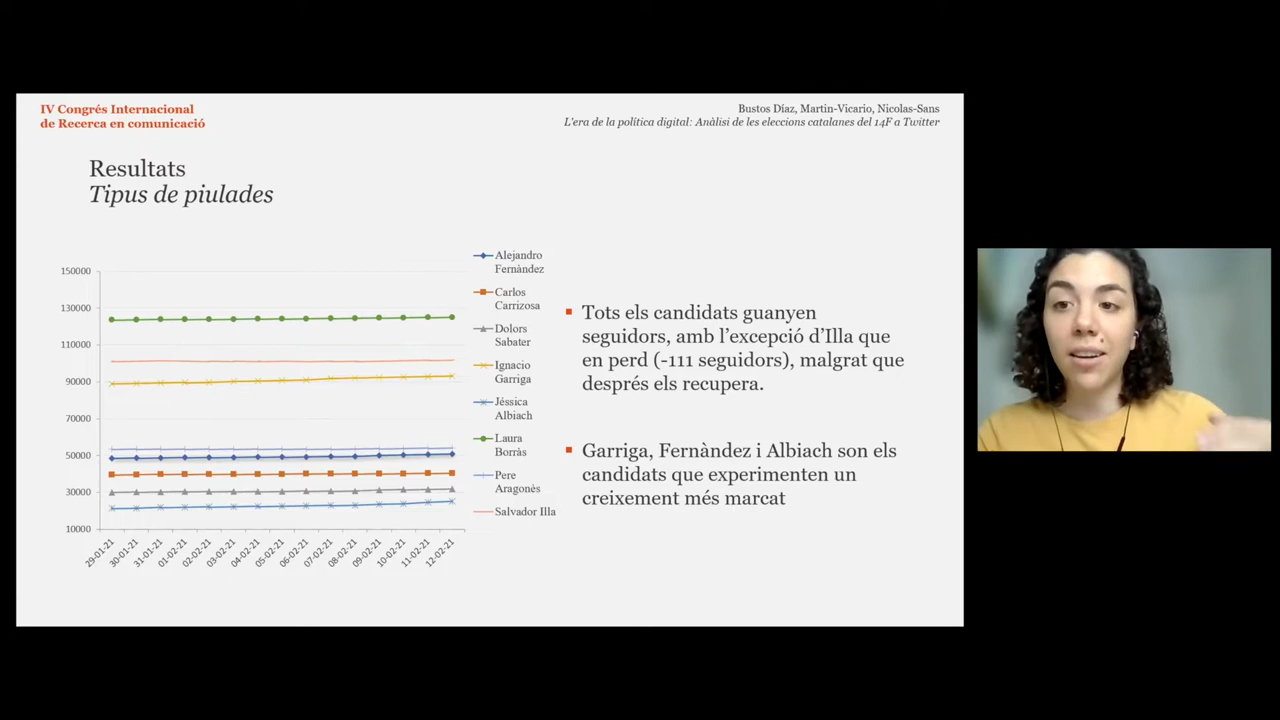 IV Congrés Internacional
de Recerca en comunicació
Bustos Díaz, Martin-Vicario, Nicolas-Sans
L'era de la política digital: Anàlisi de les eleccions catalanes del 14F a Twitter
Resultats
Tipus de piulades
150000
130000
110000
90000
70000
50000
30000
10000
29-01-21
30-01-21
31-01-21
01-02-21
02-02-21
03-02-21
04-02-21
05-02-21
06-02-21
07-02-21
08-02-21
09-02-21
10-02-21
11-02-21
12-02-21
Alejandro
Fernàndez
Carlos
Carrizosa
Dolors
Sabater
Ignacio
Garriga
Jéssica
Albiach
Laura
Borràs
Pere
Aragonès
Salvador Illa
Tots els candidats guanyen
seguidors, amb l'excepció d'Illa que
en perd (-111 seguidors), malgrat que
després els recupera.
Garriga, Fernàndez i Albiach son els
candidats que experimenten un
creixement més marcat